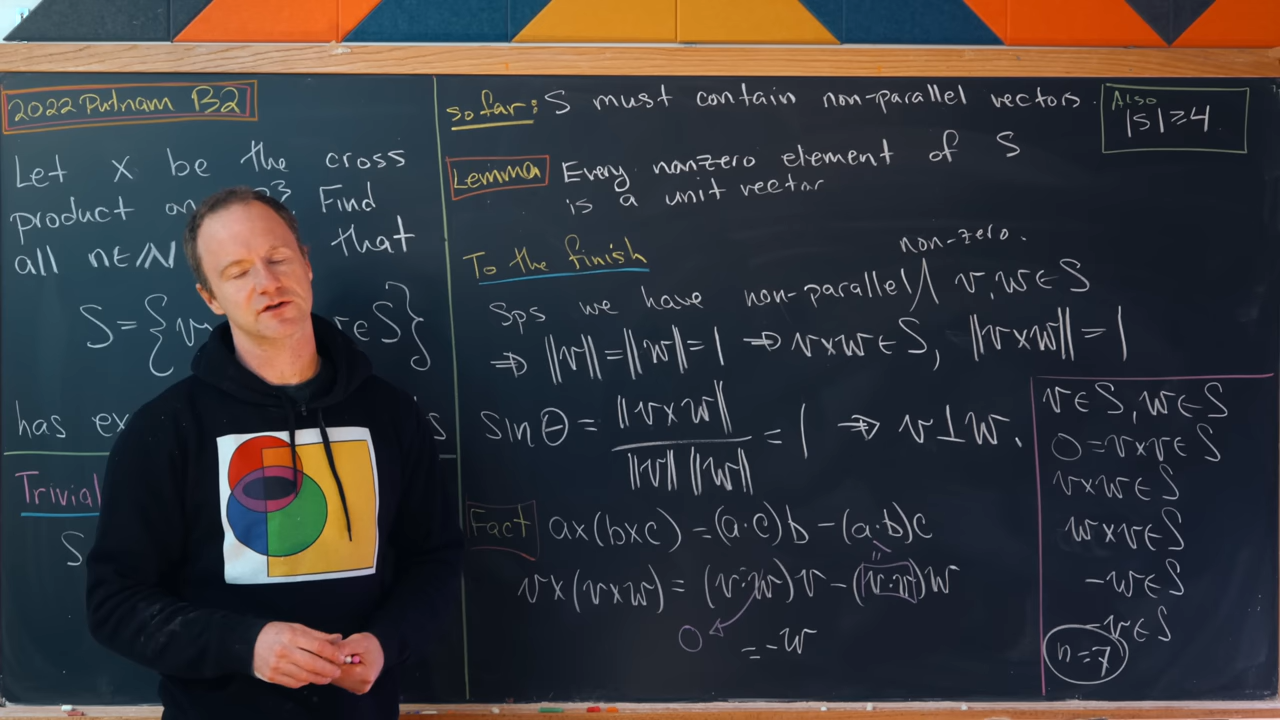 2022 Putnam B2
Let × be the cross
product on ℝ³. Find
all n∈ℕ that
S={v ∈S}
has ex
Trivial
S
so far: S must contain non-parallel vectors.
Also
|S|≥4
Lemma Every nonzero element of S
is a unit vector
To the finish
non-zero.
Sps we have non-parallel v,w∈S
⇒ ||v||=||w||=1 ⇒ v×w∈S, ||v×w||=1
sinθ = ||v×w|| / ||v|| ||w|| = 1 ⇒ v⊥w.
Fact a×(b×c)=(a·c)b-(a·b)c
v×(v×w)=(v·w)v-(v·v)w
0 =-w
v∈S, w∈S
0=v×v∈S
v×w∈S
w×v∈S
-w∈S
-v∈S
n=7